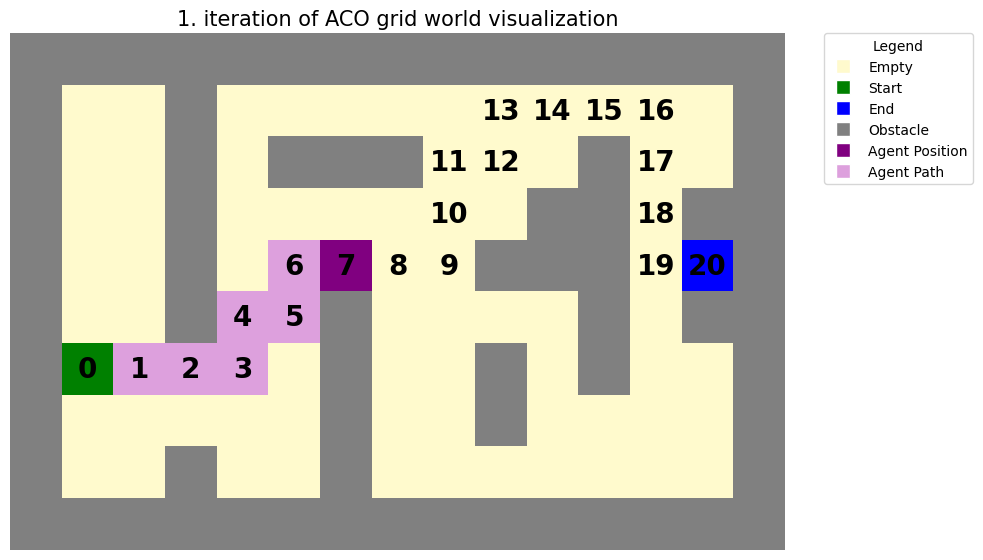 1. iteration of ACO grid world visualization
Legend
Empty
Start
End
Obstacle
Agent Position
Agent Path
13 14 15 16
11 12 17
10 18
6 7 8 9 19 20
4 5
0 1 2 3